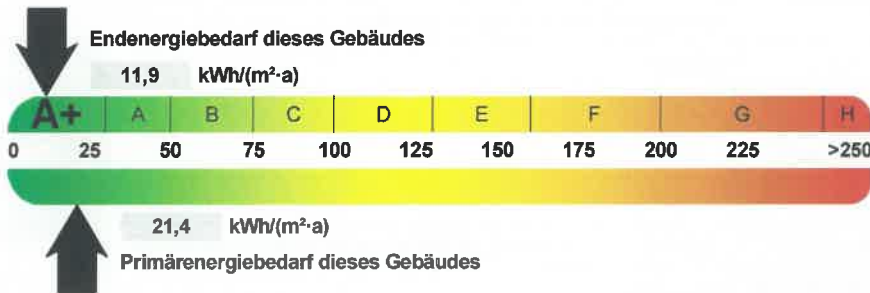 Endenergiebedarf dieses Gebäudes
11,9 kWh/(m²·a)
A+ A B C D E F G H
0 25 50 75 100 125 150 175 200 225 >250
21,4 kWh/(m²·a)
Primärenergiebedarf dieses Gebäudes